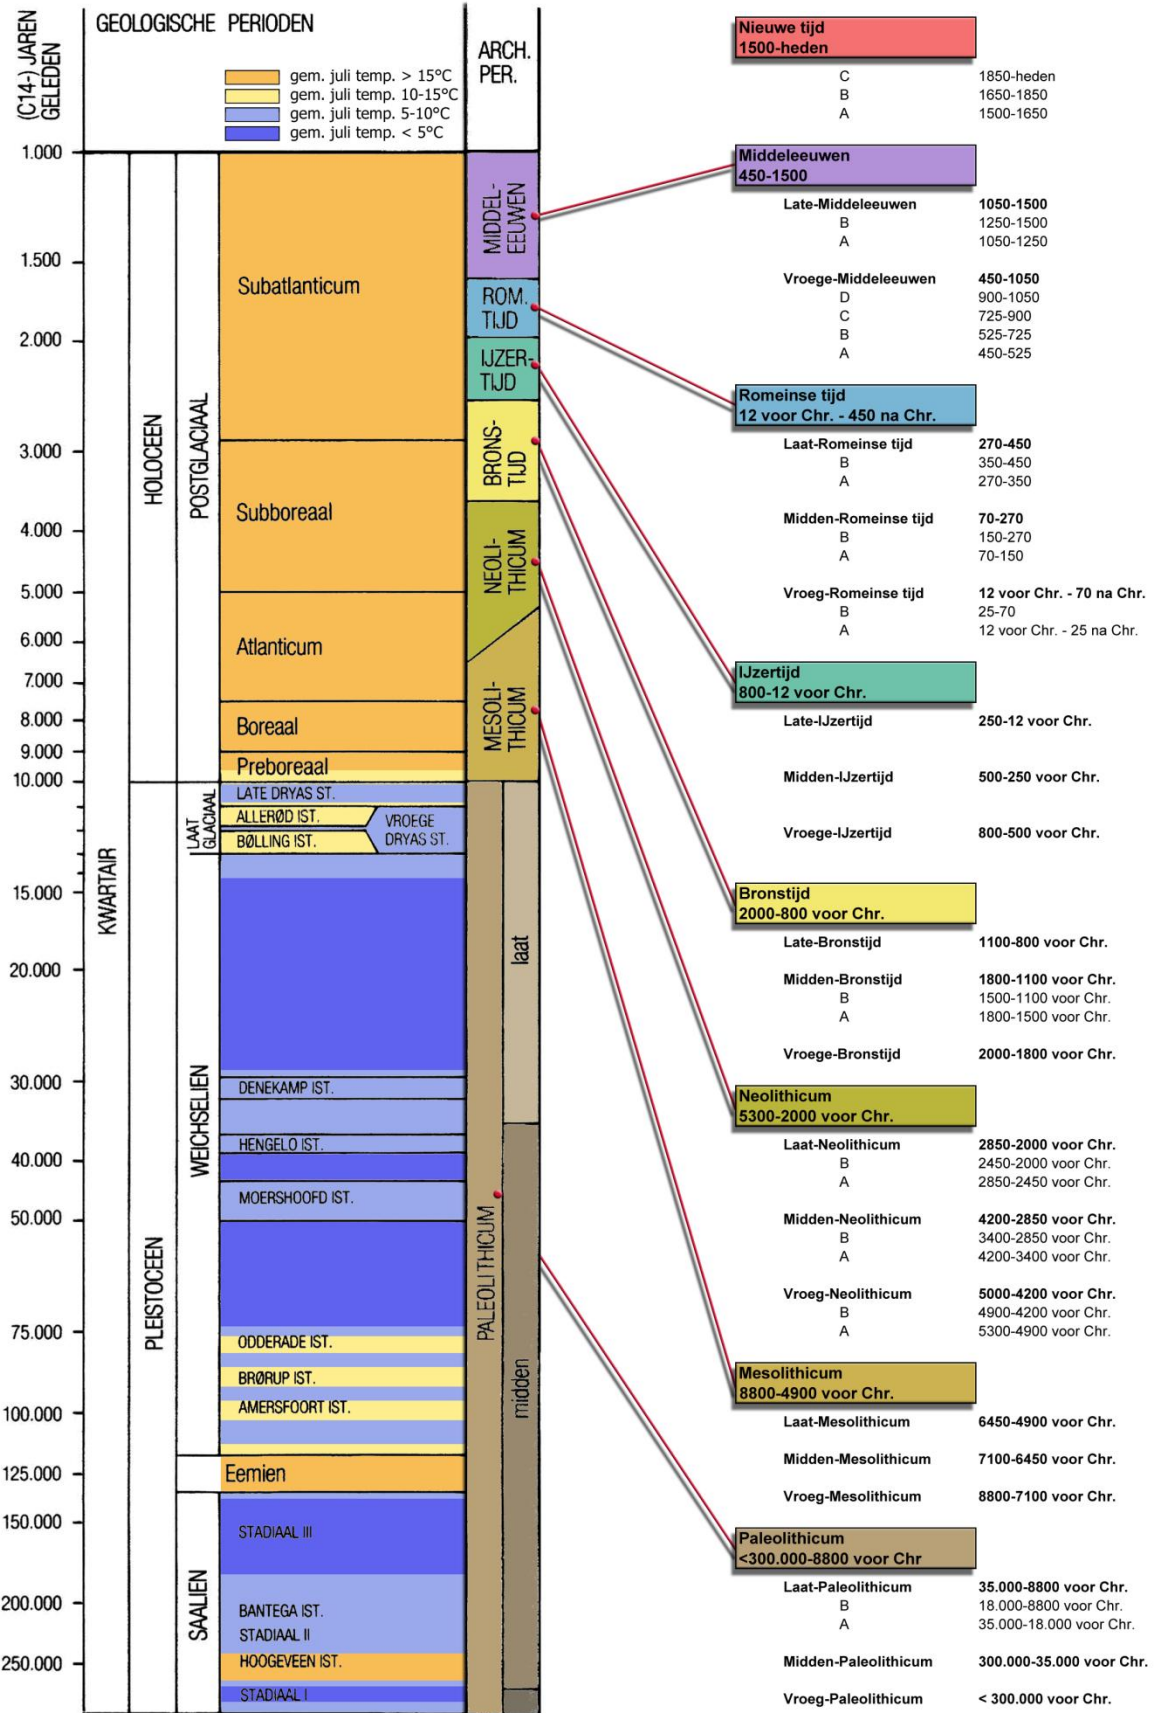 GEOLOGISCHE PERIODEN
(C14-) JAREN
GELEDEN
ARCH.
PER.
gem. juli temp. > 15°C
gem. juli temp. 10-15°C
gem. juli temp. 5-10°C
gem. juli temp. < 5°C
1.000
1.500
2.000
3.000
4.000
5.000
6.000
7.000
8.000
9.000
10.000
15.000
20.000
30.000
40.000
50.000
75.000
100.000
125.000
150.000
200.000
250.000
KWARTAIR
HOLOCEEN
PLEISTOCEEN
POSTGLACIAAL
LAAT
GLACIAAL
WEICHSELIEN
SAALIEN
Subatlanticum
Subboreaal
Atlanticum
Boreaal
Preboreaal
LATE DRYAS ST.
ALLERØD IST.
VROEGE
DRYAS ST.
BØLLING IST.
DENEKAMP IST.
HENGELO IST.
MOERSHOOFD IST.
ODDERADE IST.
BRØRUP IST.
AMERSFOORT IST.
Eemien
STADIAAL III
BANTEGA IST.
STADIAAL II
HOOGEVEEN IST.
STADIAAL I
MIDDEL-
EEUWEN
ROM.
TIJD
IJZER-
TIJD
BRONS-
TIJD
NEOLI-
THICUM
MESOLI-
THICUM
PALEOLITHICUM
laat
midden
Nieuwe tijd
1500-heden
C 1850-heden
B 1650-1850
A 1500-1650
Middeleeuwen
450-1500
Late-Middeleeuwen 1050-1500
B 1250-1500
A 1050-1250
Vroege-Middeleeuwen 450-1050
D 900-1050
C 725-900
B 525-725
A 450-525
Romeinse tijd
12 voor Chr. - 450 na Chr.
Laat-Romeinse tijd 270-450
B 350-450
A 270-350
Midden-Romeinse tijd 70-270
B 150-270
A 70-150
Vroeg-Romeinse tijd 12 voor Chr. - 70 na Chr.
B 25-70
A 12 voor Chr. - 25 na Chr.
IJzertijd
800-12 voor Chr.
Late-IJzertijd 250-12 voor Chr.
Midden-IJzertijd 500-250 voor Chr.
Vroege-IJzertijd 800-500 voor Chr.
Bronstijd
2000-800 voor Chr.
Late-Bronstijd 1100-800 voor Chr.
Midden-Bronstijd 1800-1100 voor Chr.
B 1500-1100 voor Chr.
A 1800-1500 voor Chr.
Vroege-Bronstijd 2000-1800 voor Chr.
Neolithicum
5300-2000 voor Chr.
Laat-Neolithicum 2850-2000 voor Chr.
B 2450-2000 voor Chr.
A 2850-2450 voor Chr.
Midden-Neolithicum 4200-2850 voor Chr.
B 3400-2850 voor Chr.
A 4200-3400 voor Chr.
Vroeg-Neolithicum 5000-4200 voor Chr.
B 4900-4200 voor Chr.
A 5300-4900 voor Chr.
Mesolithicum
8800-4900 voor Chr.
Laat-Mesolithicum 6450-4900 voor Chr.
Midden-Mesolithicum 7100-6450 voor Chr.
Vroeg-Mesolithicum 8800-7100 voor Chr.
Paleolithicum
<300.000-8800 voor Chr
Laat-Paleolithicum 35.000-8800 voor Chr.
B 18.000-8800 voor Chr.
A 35.000-18.000 voor Chr.
Midden-Paleolithicum 300.000-35.000 voor Chr.
Vroeg-Paleolithicum < 300.000 voor Chr.